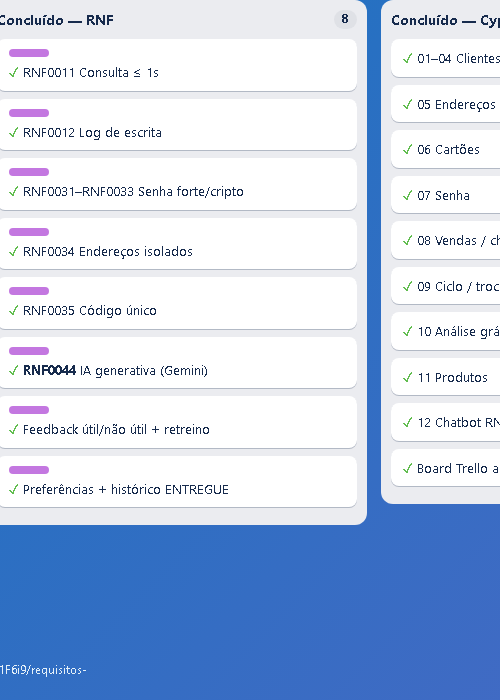 Concluído — RNF
8
✓ RNF0011 Consulta ≤ 1s
✓ RNF0012 Log de escrita
✓ RNF0031–RNF0033 Senha forte/cripto
✓ RNF0034 Endereços isolados
✓ RNF0035 Código único
✓ RNF0044 IA generativa (Gemini)
✓ Feedback útil/não útil + retreino
✓ Preferências + histórico ENTREGUE
Concluído — Cyp
✓ 01–04 Clientes
✓ 05 Endereços
✓ 06 Cartões
✓ 07 Senha
✓ 08 Vendas / ch
✓ 09 Ciclo / troc
✓ 10 Análise grá
✓ 11 Produtos
✓ 12 Chatbot RN
✓ Board Trello a
1F6i9/requisitos-